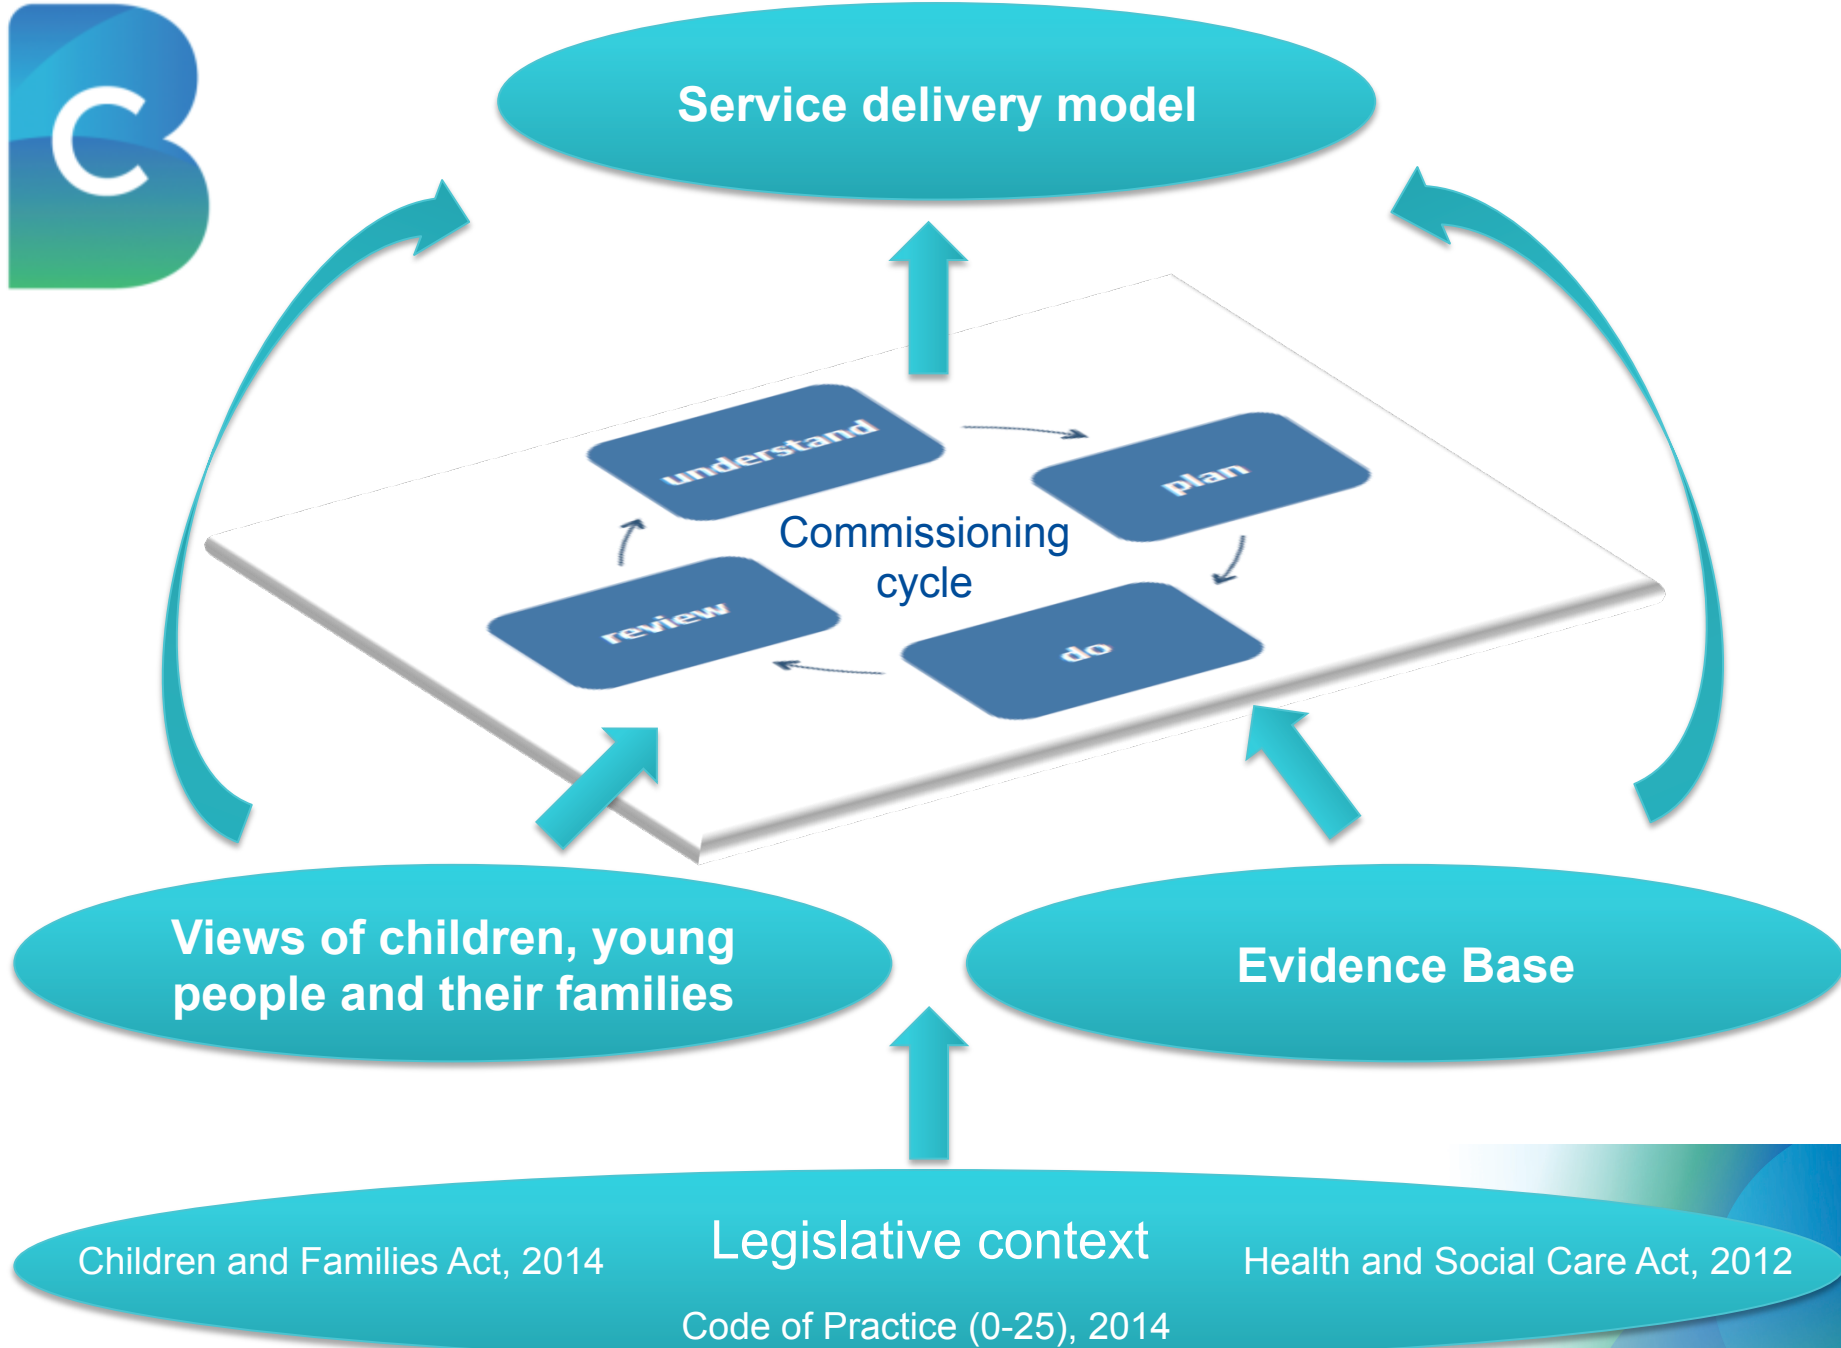 BC
Service delivery model
understand
plan
Commissioning
cycle
review
do
Views of children, young
people and their families
Evidence Base
Legislative context
Children and Families Act, 2014
Health and Social Care Act, 2012
Code of Practice (0-25), 2014